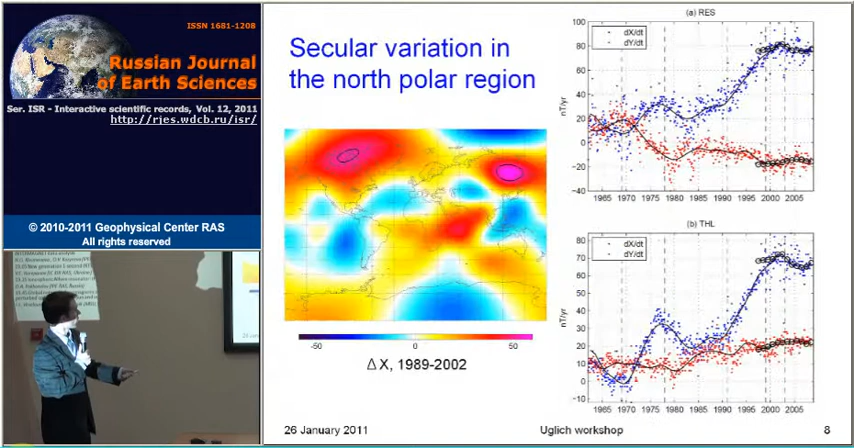 ISSN 1681-1208
Russian Journal
of Earth Sciences
Ser. ISR - Interactive scientific records, Vol. 12, 2011
http://rjes.wdcb.ru/isr/
© 2010-2011 Geophysical Center RAS
All rights reserved
Secular variation in
the north polar region
-50 0 50
Δ X, 1989-2002
(a) RES
dX/dt
dY/dt
nT/yr
100
80
60
40
20
0
-20
-40
1965 1970 1975 1980 1985 1990 1995 2000 2005
(b) THL
dX/dt
dY/dt
nT/yr
80
70
60
50
40
30
20
10
0
-10
1965 1970 1975 1980 1985 1990 1995 2000 2005
26 January 2011
Uglich workshop
8